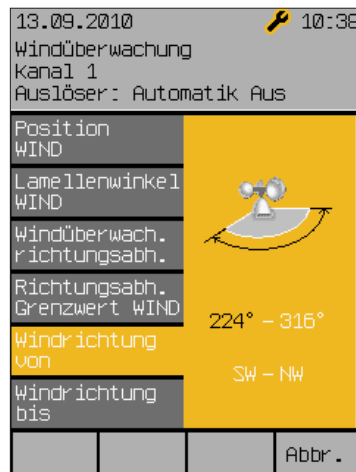 13.09.2010 10:38
Windüberwachung
Kanal 1
Auslöser: Automatik Aus
Position
WIND
Lamellenwinkel
WIND
Windüberwach.
richtungsabh.
Richtungsabh.
Grenzwert WIND
Windrichtung
von
Windrichtung
bis
224° – 316°
SW – NW
Abbr.